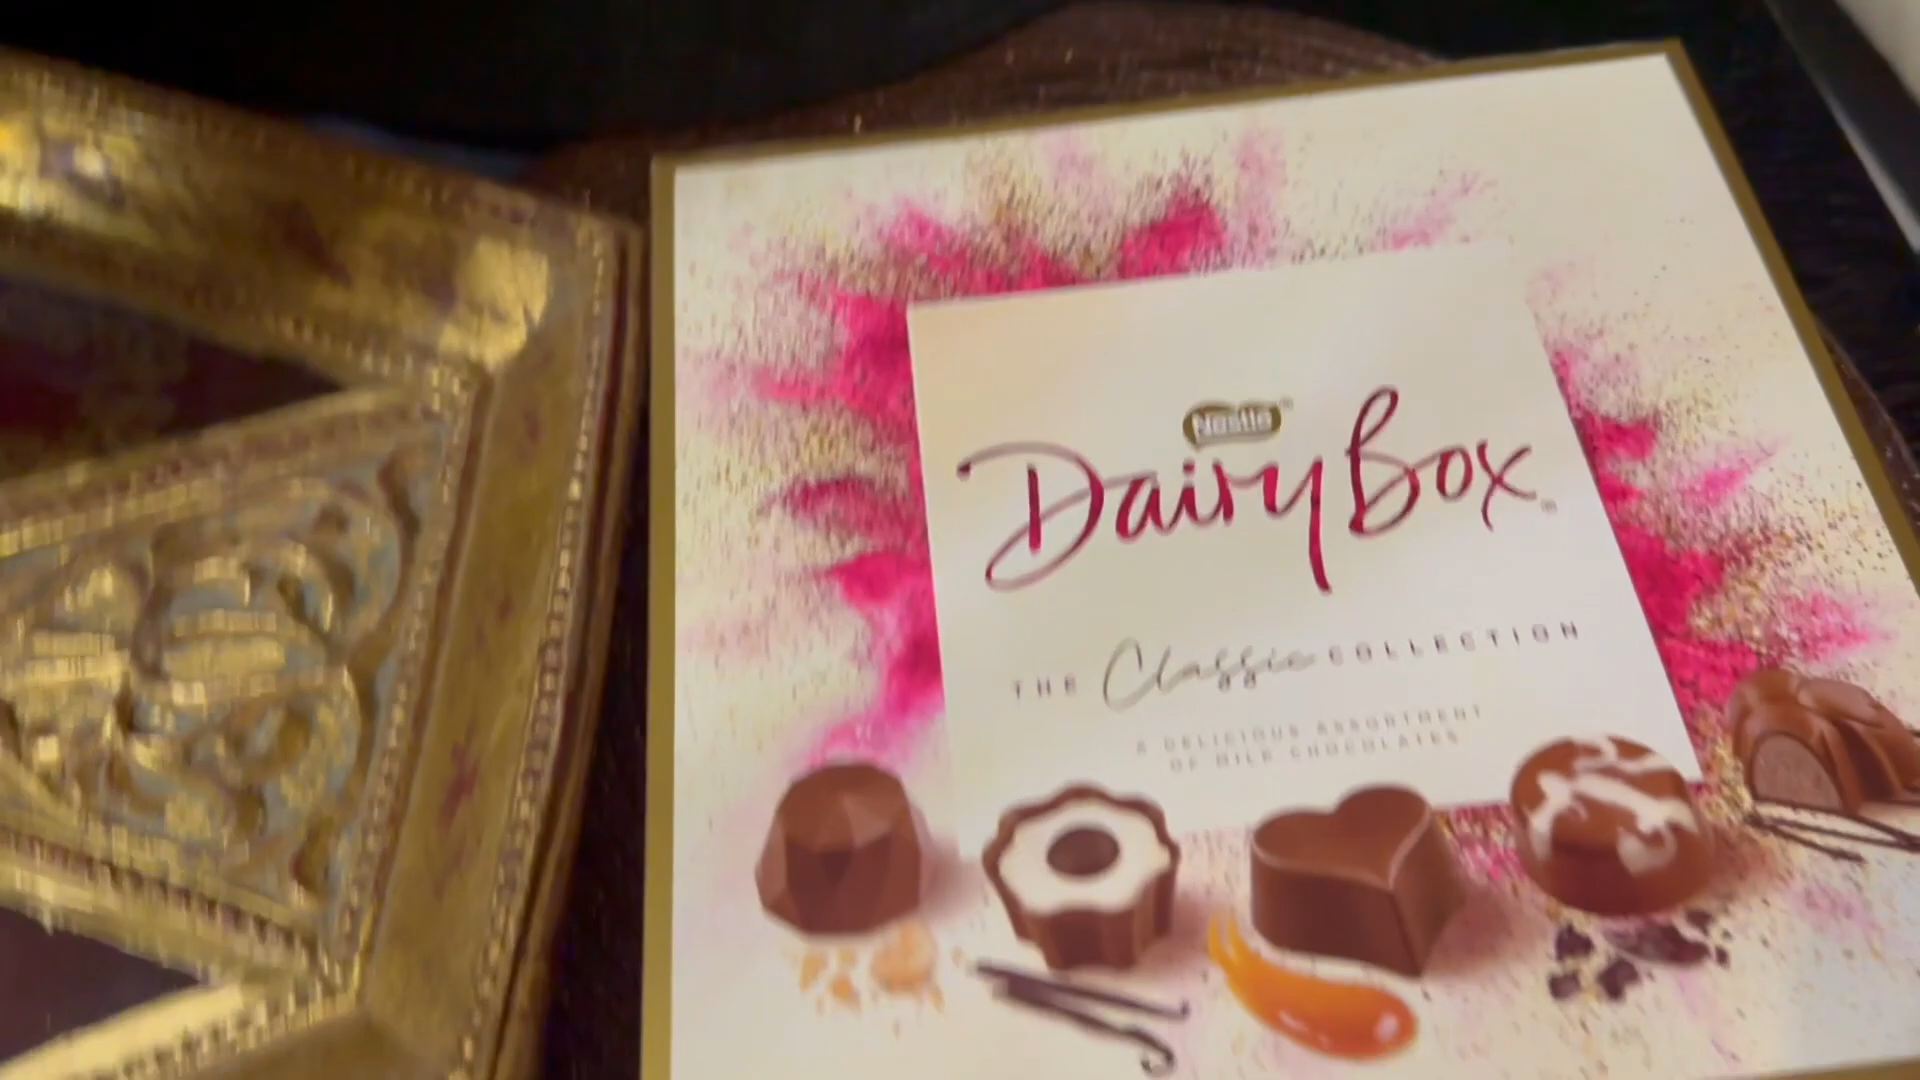 Nestlé
Dairy Box
THE Classic COLLECTION
A DELICIOUS ASSORTMENT
OF MILK CHOCOLATES